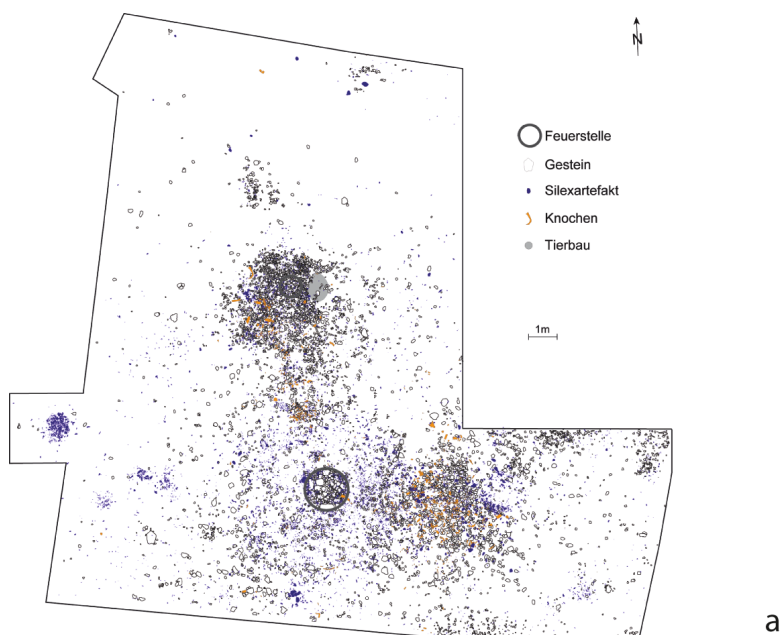 N
Feuerstelle
Gestein
Silexartefakt
Knochen
Tierbau
1m
a